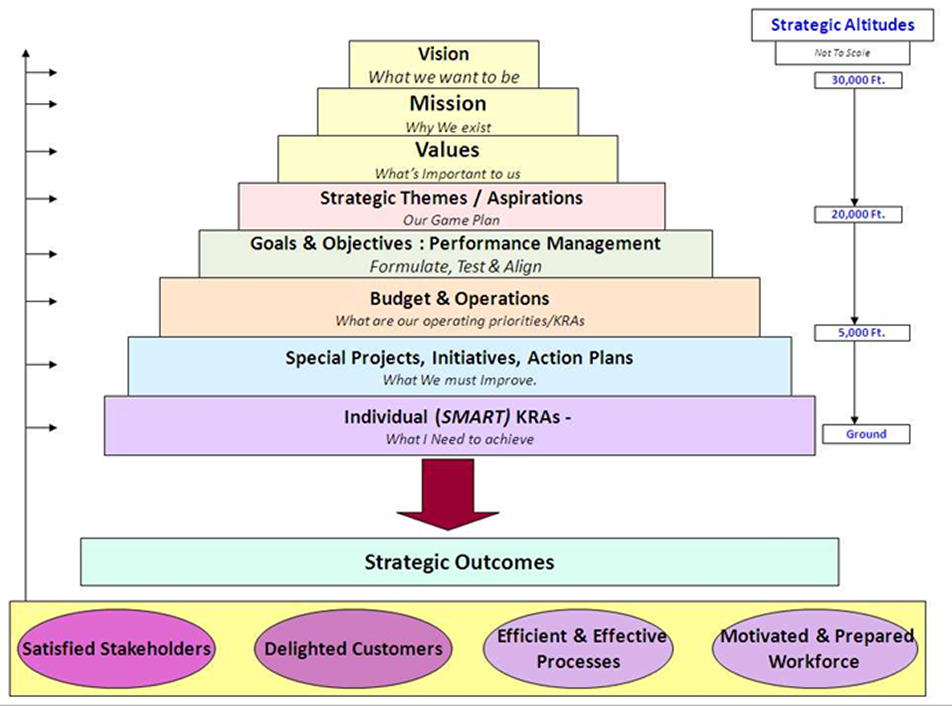 Strategic Altitudes
Not To Scale
Vision
What we want to be
30,000 Ft.
Mission
Why We exist
Values
What's Important to us
Strategic Themes / Aspirations
Our Game Plan
20,000 Ft.
Goals & Objectives : Performance Management
Formulate, Test & Align
Budget & Operations
What are our operating priorities/KRAs
5,000 Ft.
Special Projects, Initiatives, Action Plans
What We must Improve.
Individual (SMART) KRAs -
What I Need to achieve
Ground
Strategic Outcomes
Satisfied Stakeholders
Delighted Customers
Efficient & Effective
Processes
Motivated & Prepared
Workforce